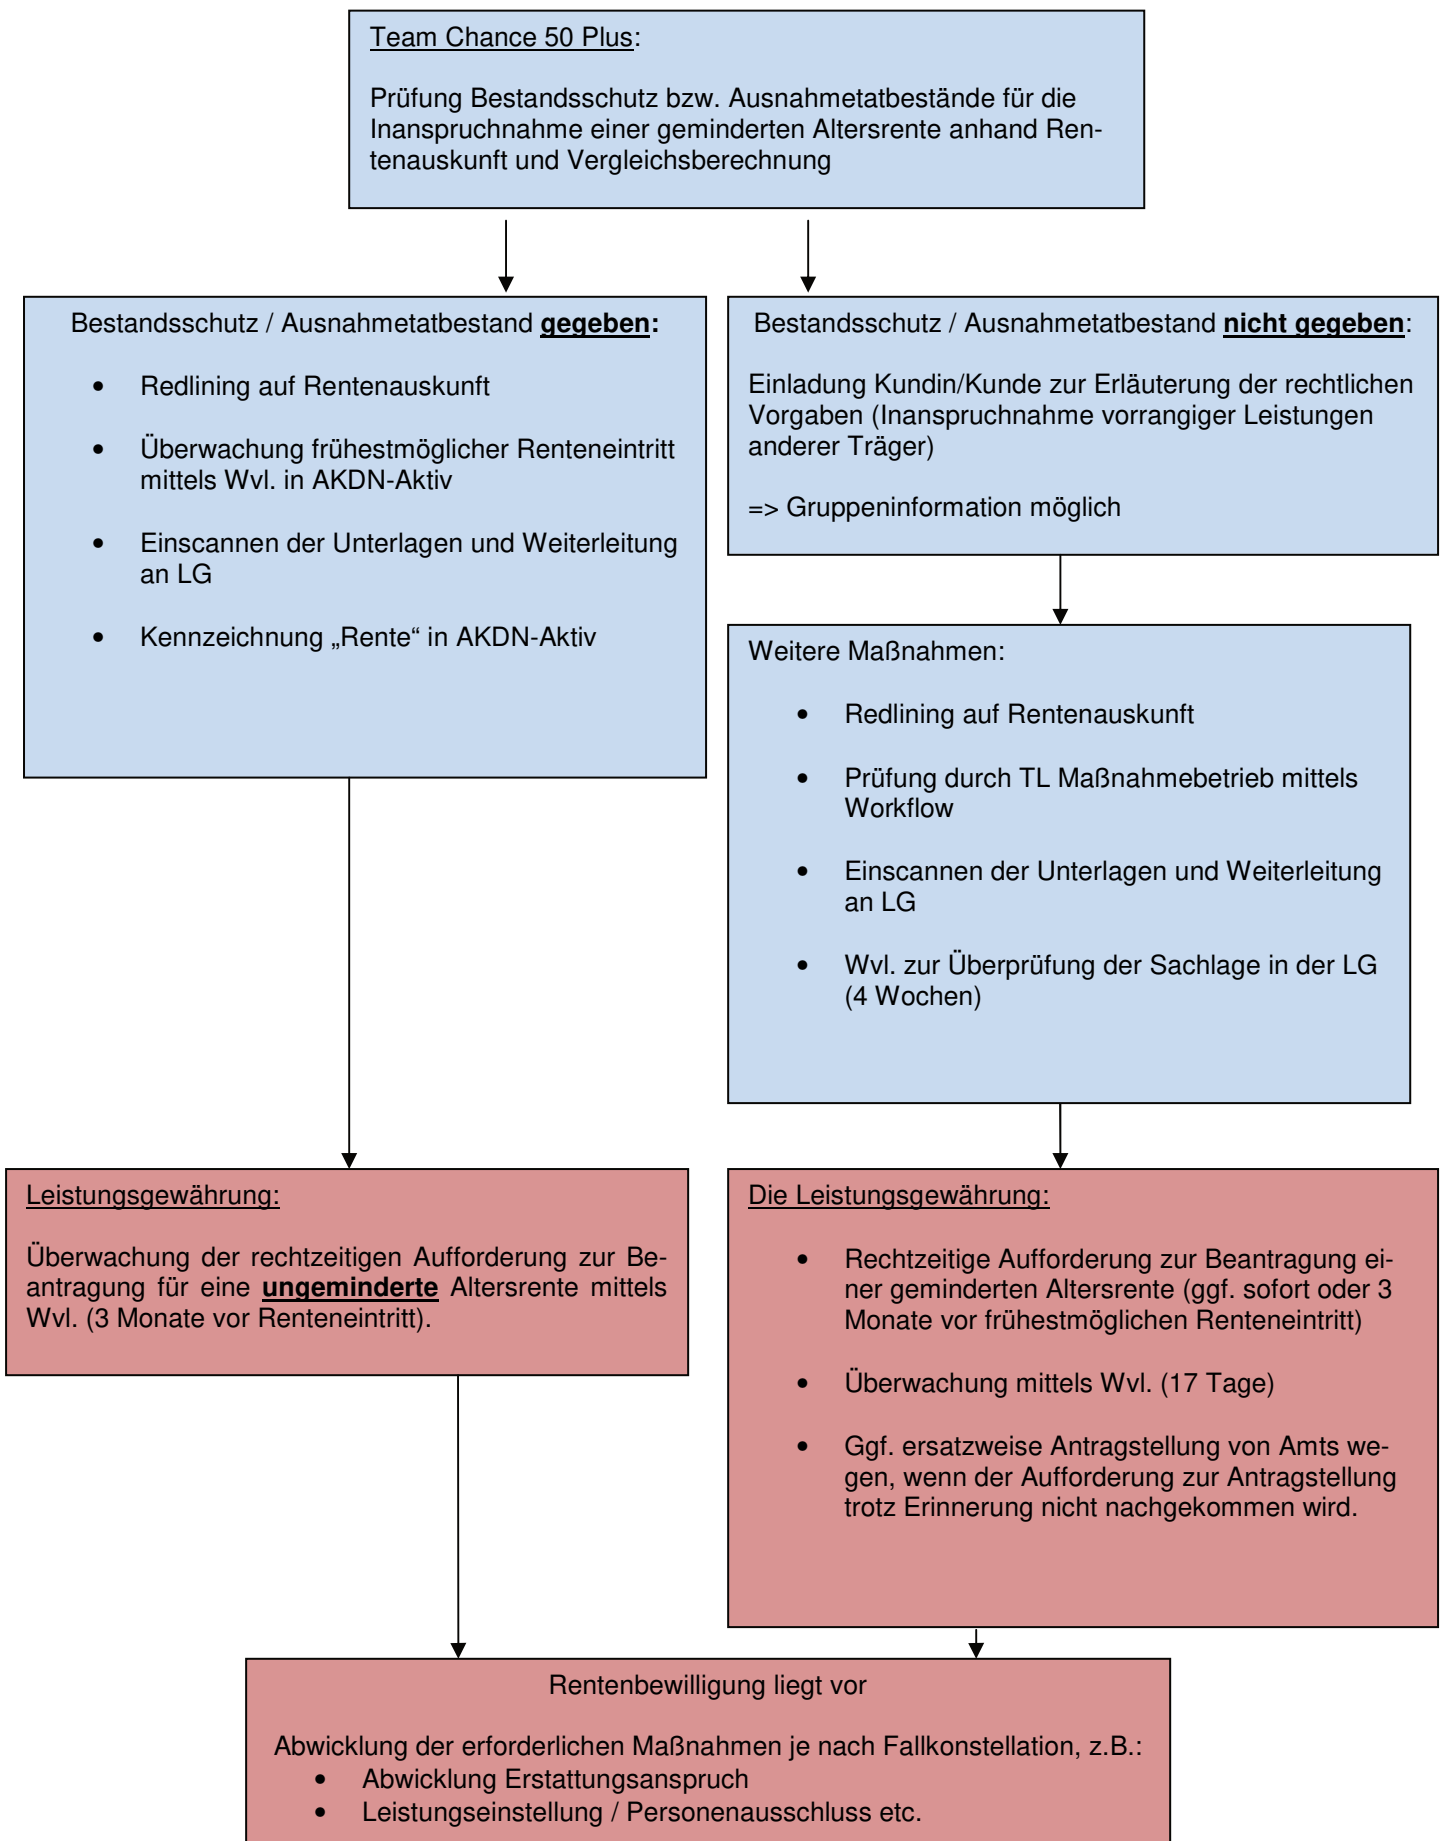 Team Chance 50 Plus:
Prüfung Bestandsschutz bzw. Ausnahmetatbestände für die
Inanspruchnahme einer geminderten Altersrente anhand Ren-
tenauskunft und Vergleichsberechnung
Bestandsschutz / Ausnahmetatbestand gegeben:
• Redlining auf Rentenauskunft
• Überwachung frühestmöglicher Renteneintritt
mittels Wvl. in AKDN-Aktiv
• Einscannen der Unterlagen und Weiterleitung
an LG
• Kennzeichnung „Rente“ in AKDN-Aktiv
Bestandsschutz / Ausnahmetatbestand nicht gegeben:
Einladung Kundin/Kunde zur Erläuterung der rechtlichen
Vorgaben (Inanspruchnahme vorrangiger Leistungen
anderer Träger)
=> Gruppeninformation möglich
Weitere Maßnahmen:
• Redlining auf Rentenauskunft
• Prüfung durch TL Maßnahmebetrieb mittels
Workflow
• Einscannen der Unterlagen und Weiterleitung
an LG
• Wvl. zur Überprüfung der Sachlage in der LG
(4 Wochen)
Leistungsgewährung:
Überwachung der rechtzeitigen Aufforderung zur Be-
antragung für eine ungeminderte Altersrente mittels
Wvl. (3 Monate vor Renteneintritt).
Die Leistungsgewährung:
• Rechtzeitige Aufforderung zur Beantragung ei-
ner geminderten Altersrente (ggf. sofort oder 3
Monate vor frühestmöglichen Renteneintritt)
• Überwachung mittels Wvl. (17 Tage)
• Ggf. ersatzweise Antragstellung von Amts we-
gen, wenn der Aufforderung zur Antragstellung
trotz Erinnerung nicht nachgekommen wird.
Rentenbewilligung liegt vor
Abwicklung der erforderlichen Maßnahmen je nach Fallkonstellation, z.B.:
• Abwicklung Erstattungsanspruch
• Leistungseinstellung / Personenausschluss etc.